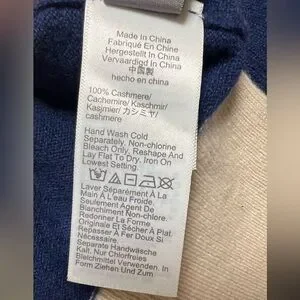 Made in China
Fabriqué En Chine
Hergestellt In China
Vervaardigd In China
中国製
hecho en china
100% Cashmere/
Cachemire/ Kaschmir/
Kasjmier/ カシミヤ/
cashmere
Hand Wash Cold
Separately, Non-chlorine
Bleach Only, Reshape And
Lay Flat To Dry. Iron On
Lowest Setting.
Laver Séparément À La
Main À L'eau Froide.
Seulement Agent De
Blanchiment Non-chlore.
Redonner La Forme
Originale Et Sécher À Plat.
Repasser À Fer Doux Si
Nécessaire.
Separate Handwäsche
Kalt. Nur Chlorfreies
Bleichmittel Verwenden. In
Form Ziehen Und Zum